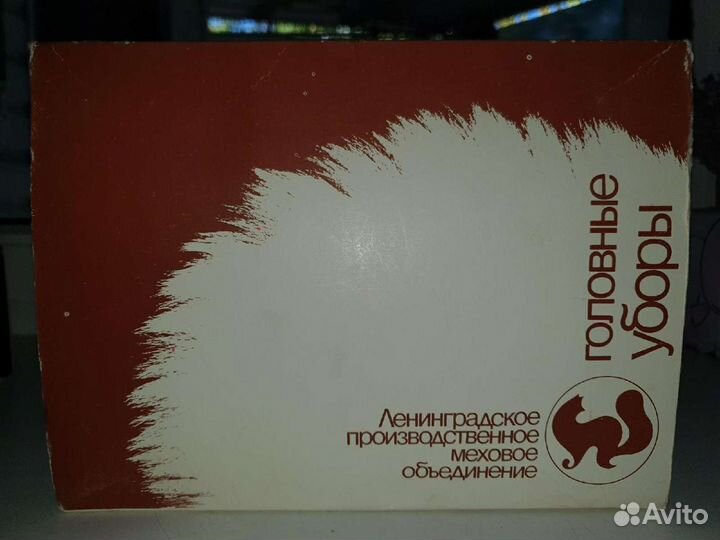 головные
уборы
Ленинградское
производственное
меховое
объединение
Avito